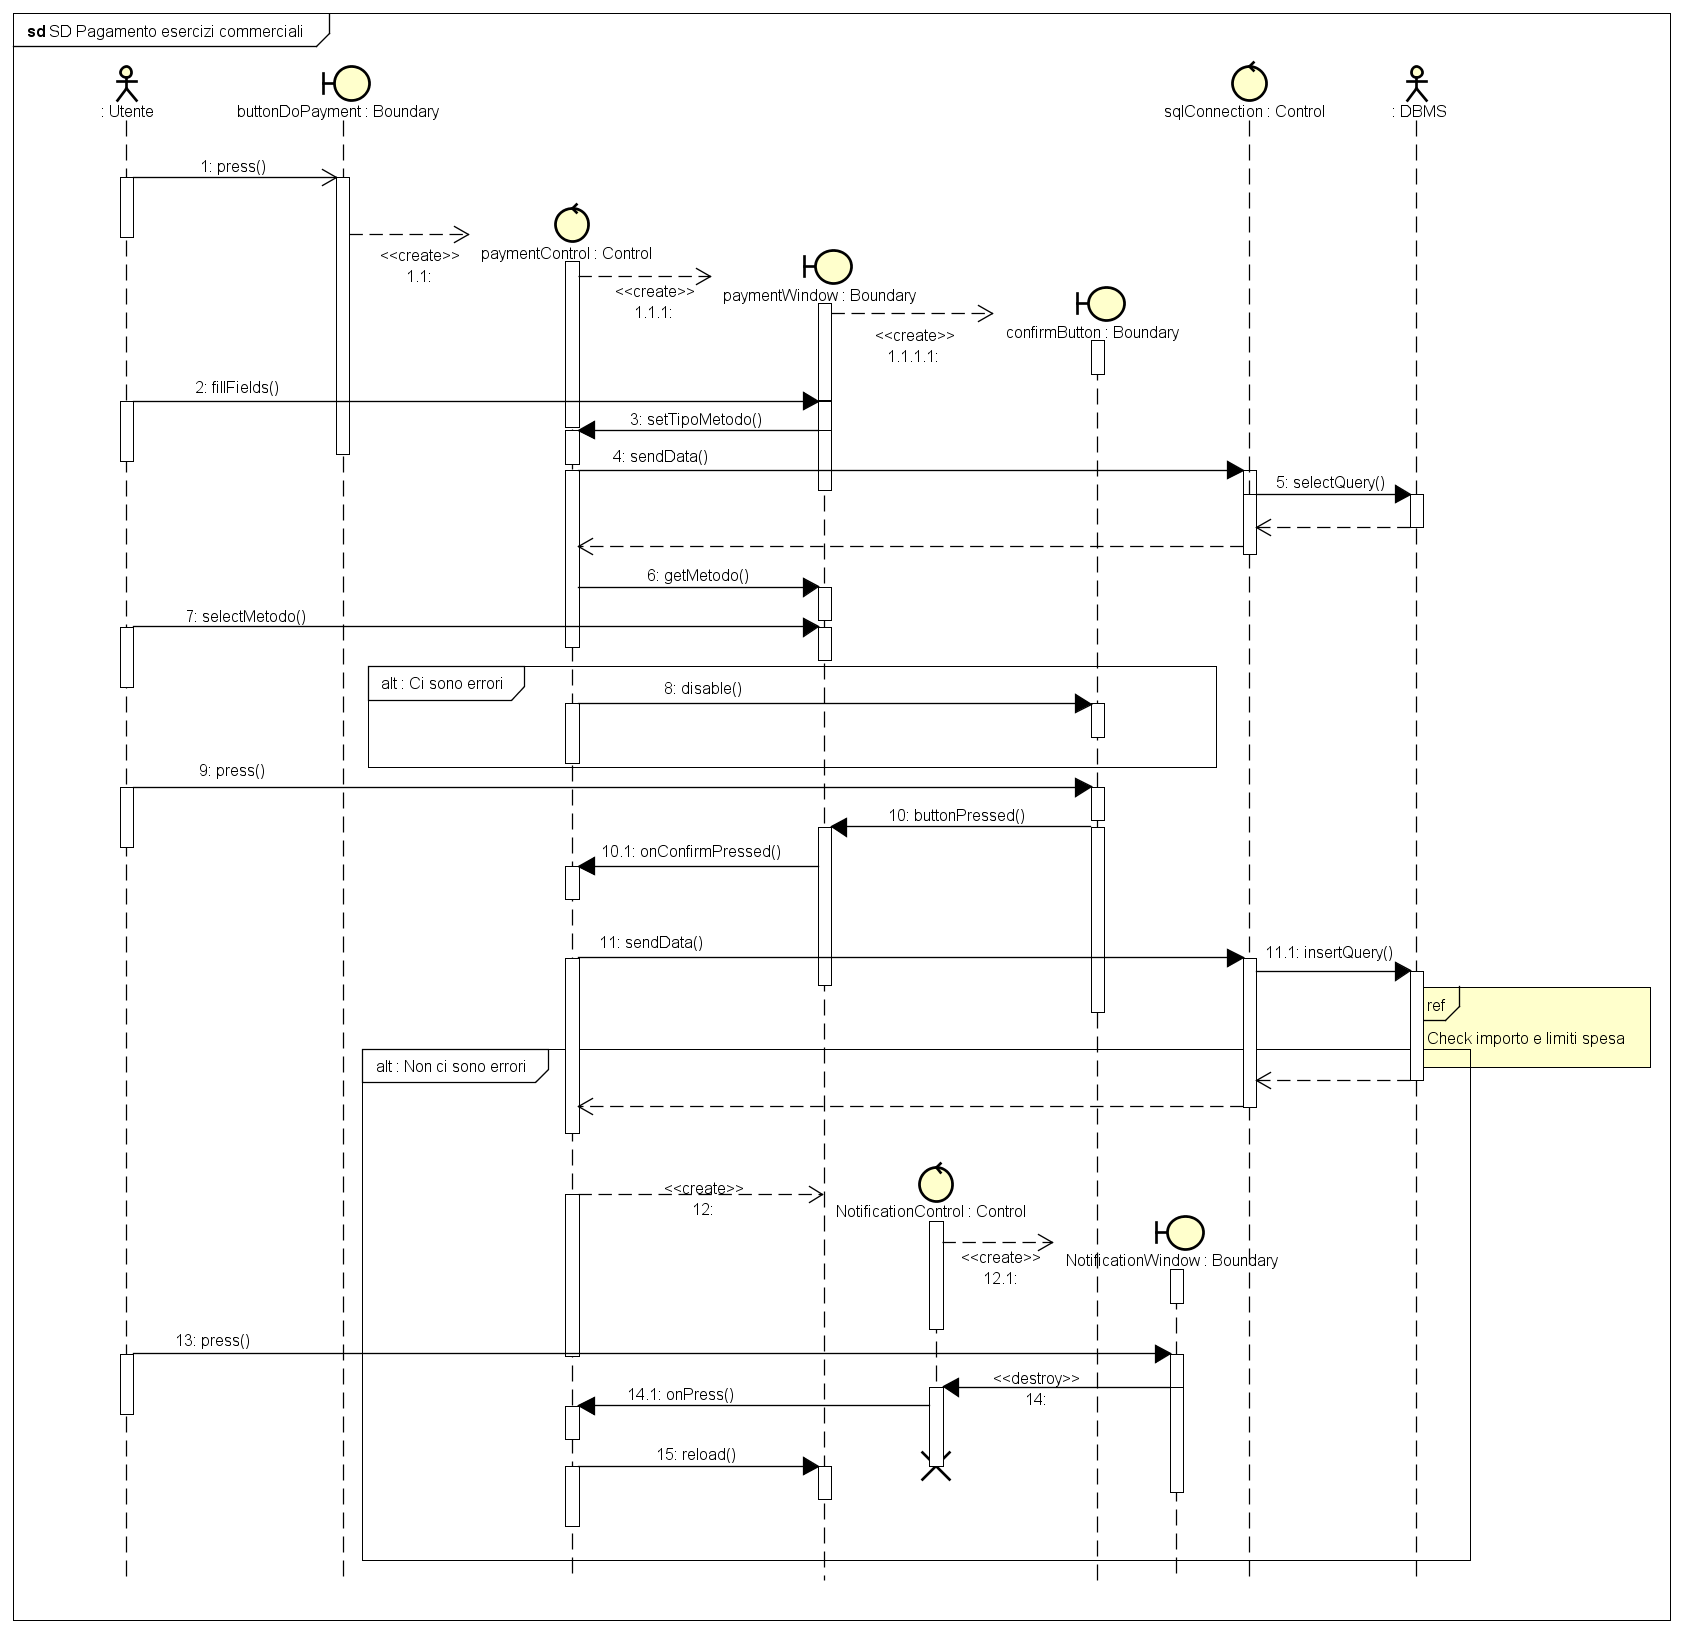 sd SD Pagamento esercizi commerciali
: Utente
buttonDoPayment : Boundary
sqlConnection : Control
: DBMS
1: press()
<<create>>
1.1:
paymentControl : Control
<<create>>
1.1.1:
paymentWindow : Boundary
<<create>>
1.1.1.1:
confirmButton : Boundary
2: fillFields()
3: setTipoMetodo()
4: sendData()
5: selectQuery()
6: getMetodo()
7: selectMetodo()
alt : Ci sono errori
8: disable()
9: press()
10: buttonPressed()
10.1: onConfirmPressed()
11: sendData()
11.1: insertQuery()
ref
Check importo e limiti spesa
alt : Non ci sono errori
<<create>>
12:
NotificationControl : Control
<<create>>
12.1:
NotificationWindow : Boundary
13: press()
<<destroy>>
14:
14.1: onPress()
15: reload()